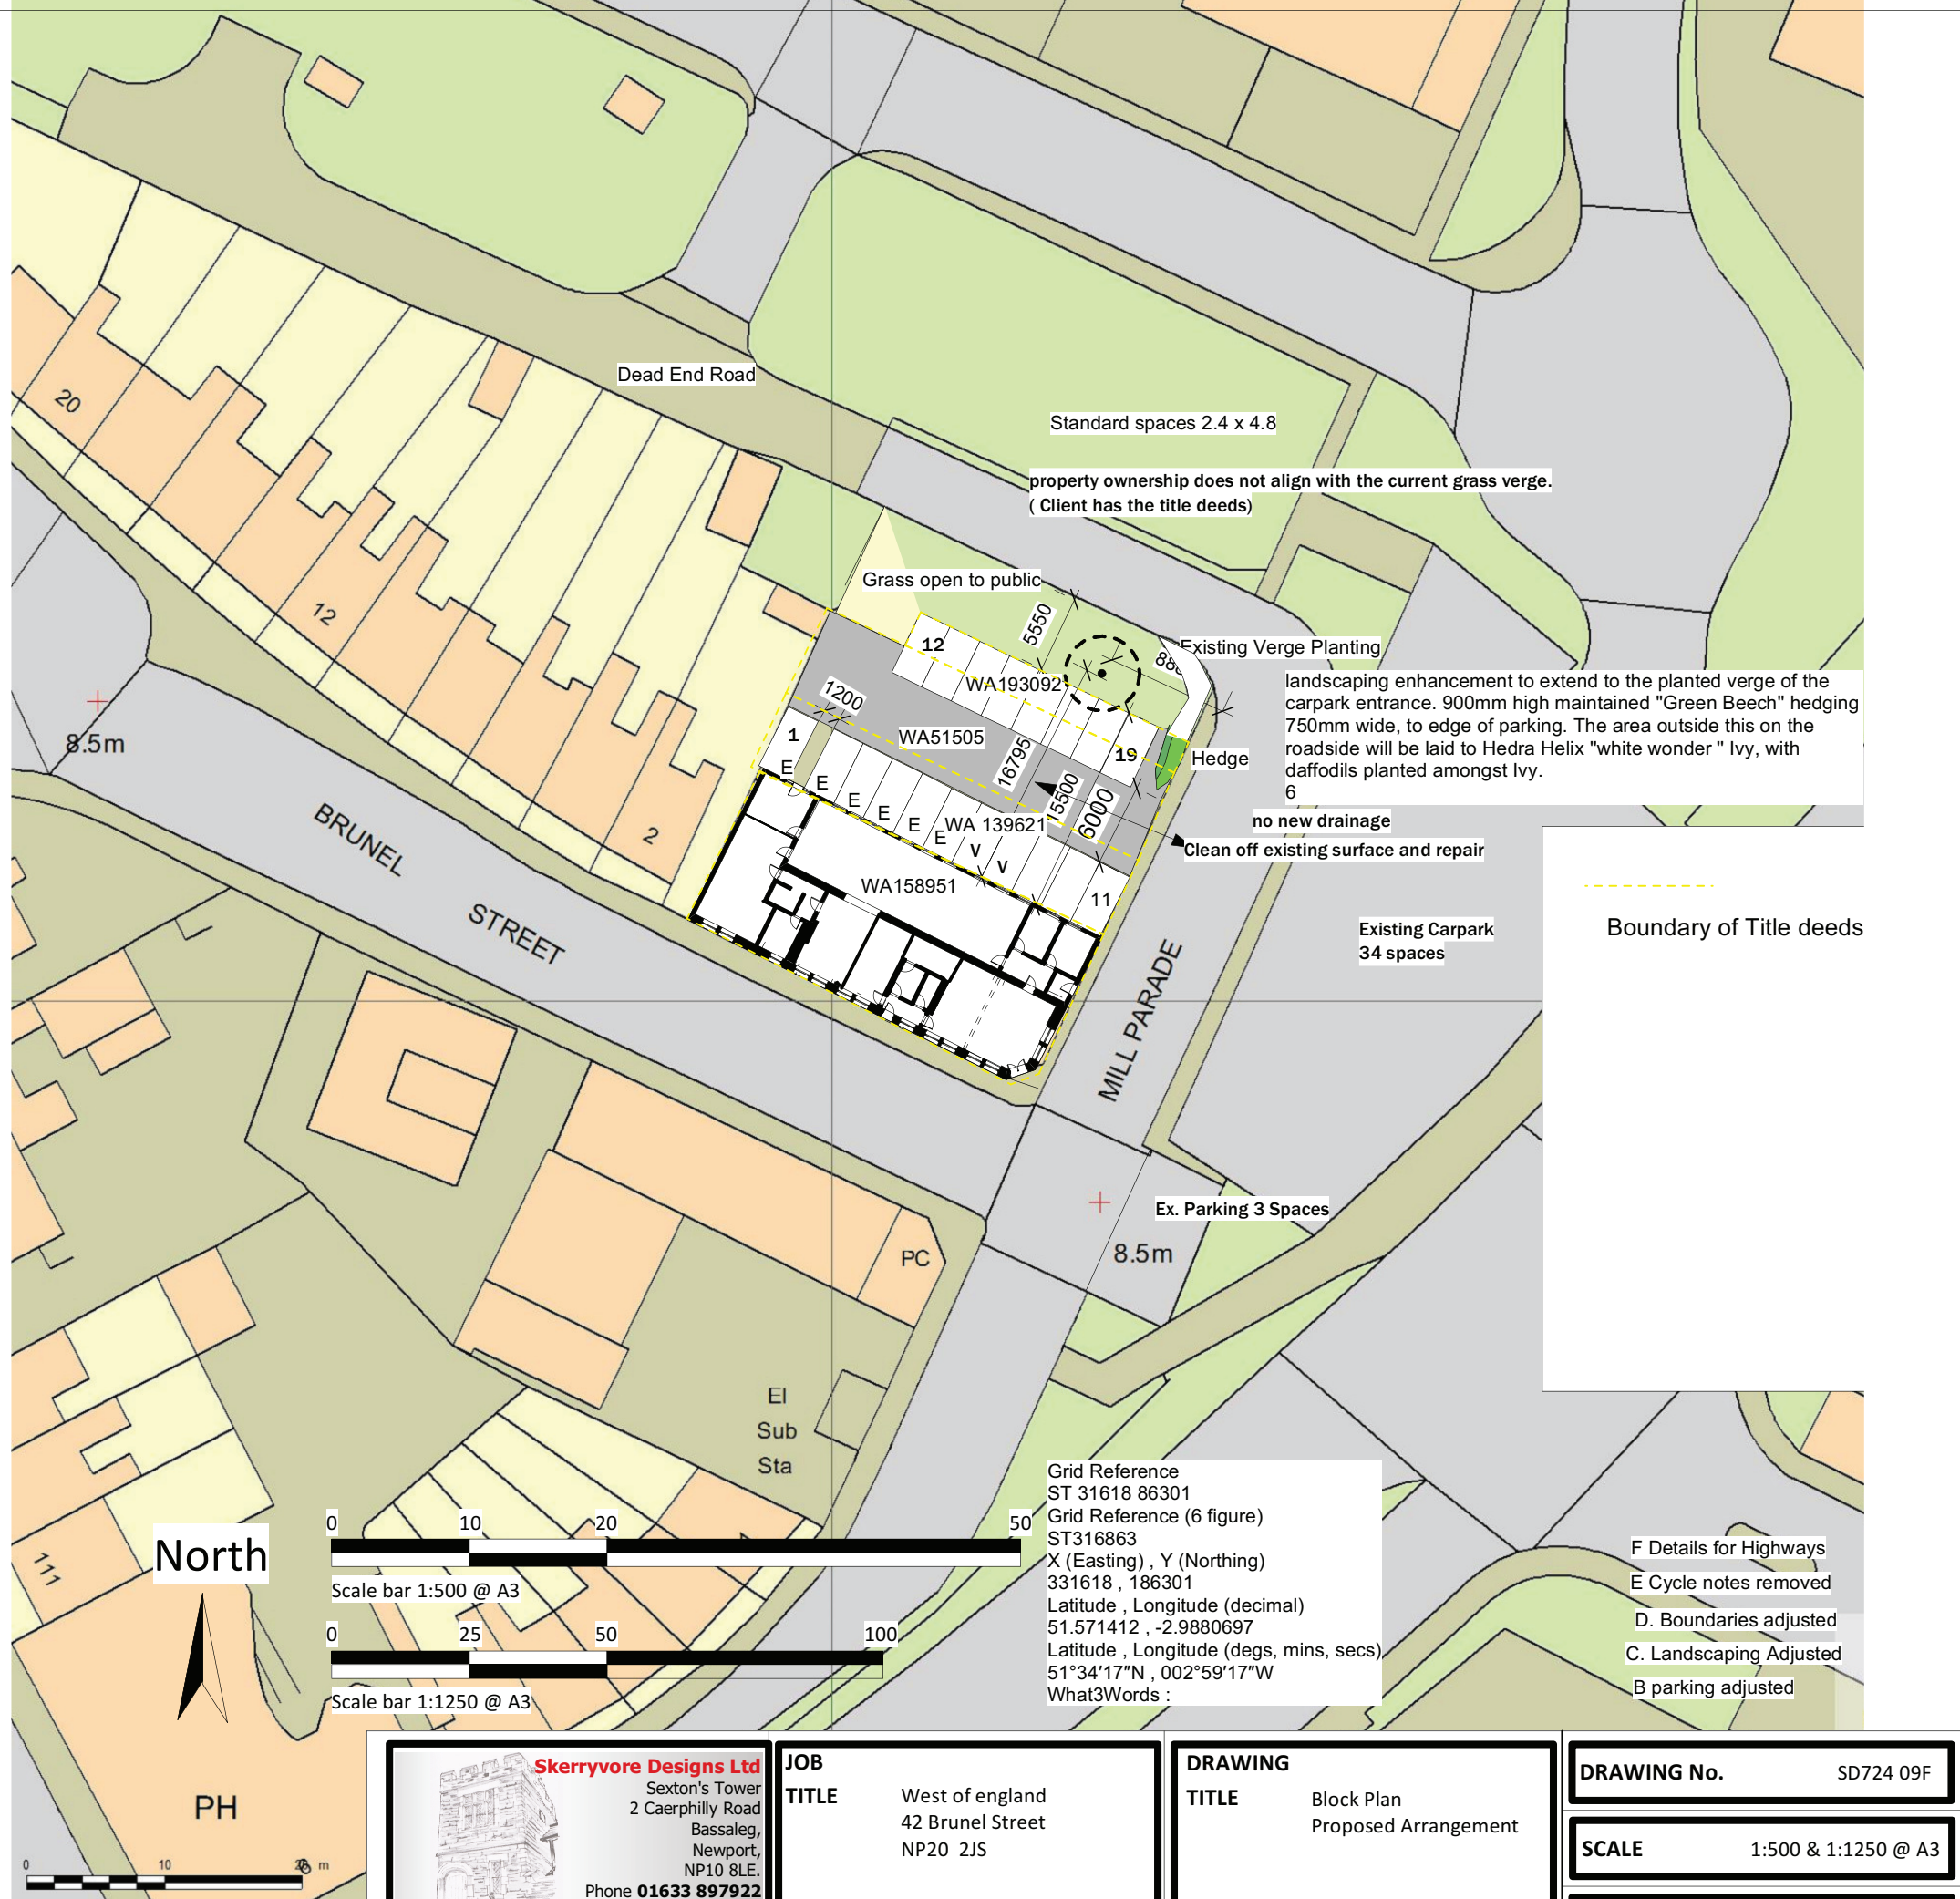 Dead End Road
Standard spaces 2.4 x 4.8
property ownership does not align with the current grass verge.
( Client has the title deeds)
20
12
2
Grass open to public
5550
12
WA193092
Existing Verge Planting
landscaping enhancement to extend to the planted verge of the
carpark entrance. 900mm high maintained "Green Beech" hedging
750mm wide, to edge of parking. The area outside this on the
roadside will be laid to Hedra Helix "white wonder " Ivy, with
daffodils planted amongst Ivy.
6
1200
WA51505
16795
15500
6000
19
Hedge
1
E
E
E
E
E
E
V
V
WA 139621
11
no new drainage
Clean off existing surface and repair
WA158951
8.5m
BRUNEL
STREET
MILL PARADE
Existing Carpark
34 spaces
Boundary of Title deeds
Ex. Parking 3 Spaces
8.5m
PC
El
Sub
Sta
111
PH
North
0 10 20 50
Scale bar 1:500 @ A3
0 25 50 100
Scale bar 1:1250 @ A3
Grid Reference
ST 31618 86301
Grid Reference (6 figure)
ST316863
X (Easting) , Y (Northing)
331618 , 186301
Latitude , Longitude (decimal)
51.571412 , -2.9880697
Latitude , Longitude (degs, mins, secs)
51°34′17″N , 002°59′17″W
What3Words :
F Details for Highways
E Cycle notes removed
D. Boundaries adjusted
C. Landscaping Adjusted
B parking adjusted
0 10 m
Skerryvore Designs Ltd
Sexton's Tower
2 Caerphilly Road
Bassaleg,
Newport,
NP10 8LE.
Phone 01633 897922
JOB
TITLE West of england
42 Brunel Street
NP20 2JS
DRAWING
TITLE Block Plan
Proposed Arrangement
DRAWING No. SD724 09F
SCALE 1:500 & 1:1250 @ A3